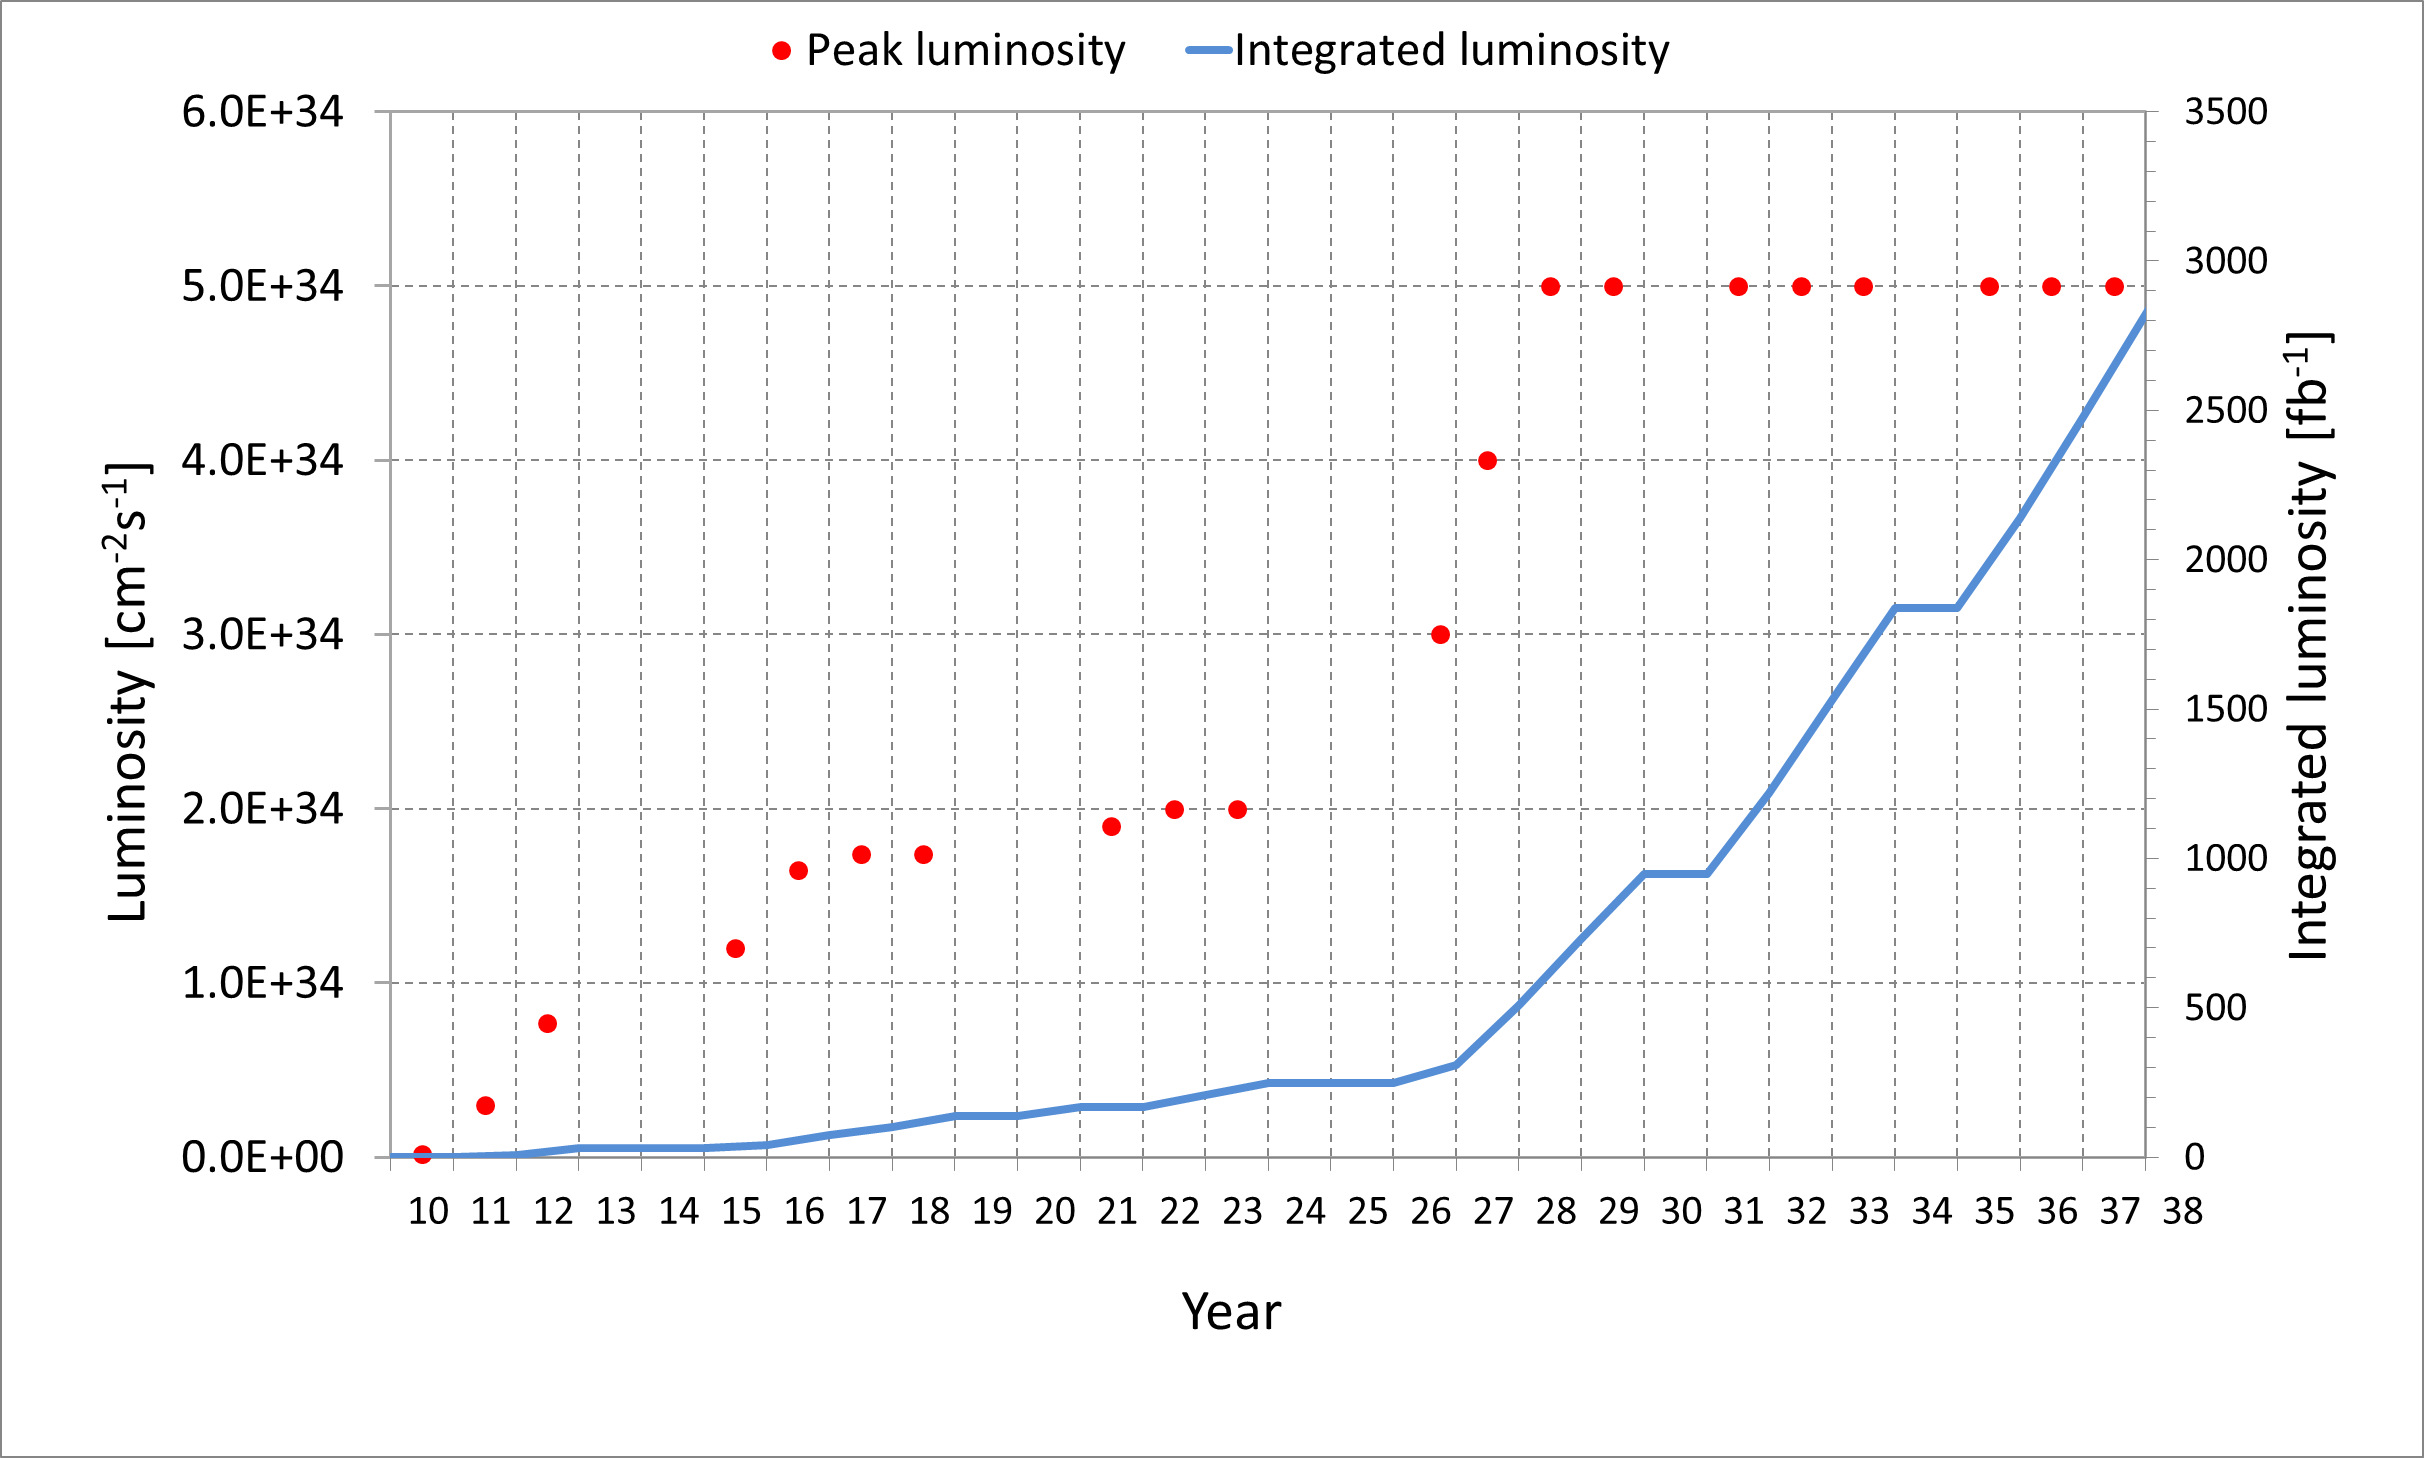 Peak luminosity Integrated luminosity
6.0E+34
5.0E+34
4.0E+34
3.0E+34
2.0E+34
1.0E+34
0.0E+00
Luminosity [cm-2s-1]
3500
3000
2500
2000
1500
1000
500
0
Integrated luminosity [fb-1]
10 11 12 13 14 15 16 17 18 19 20 21 22 23 24 25 26 27 28 29 30 31 32 33 34 35 36 37 38
Year